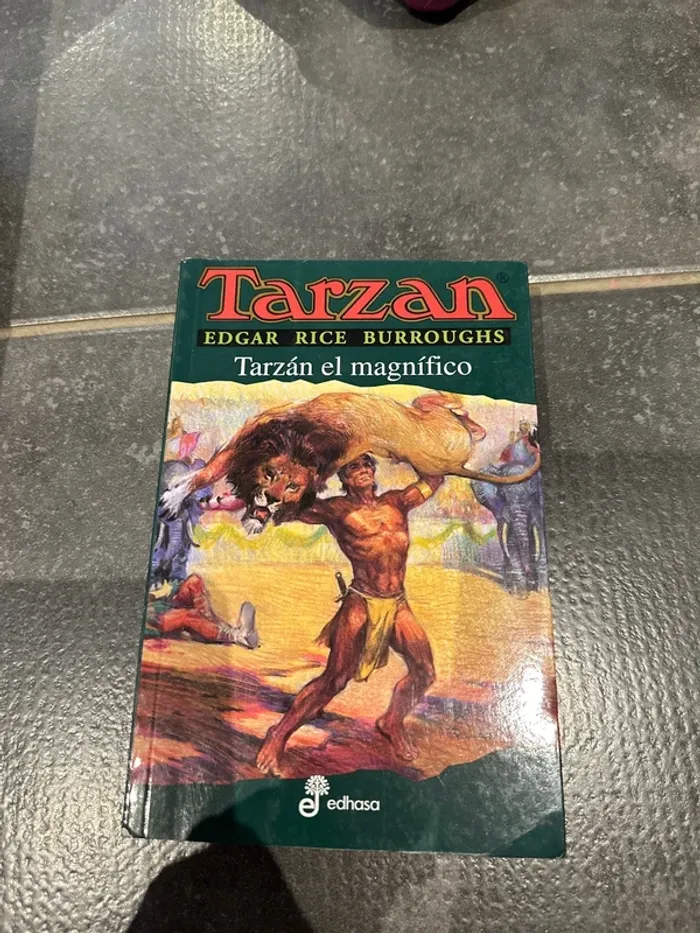 Tarzan®
EDGAR RICE BURROUGHS
Tarzán el magnífico
edhasa